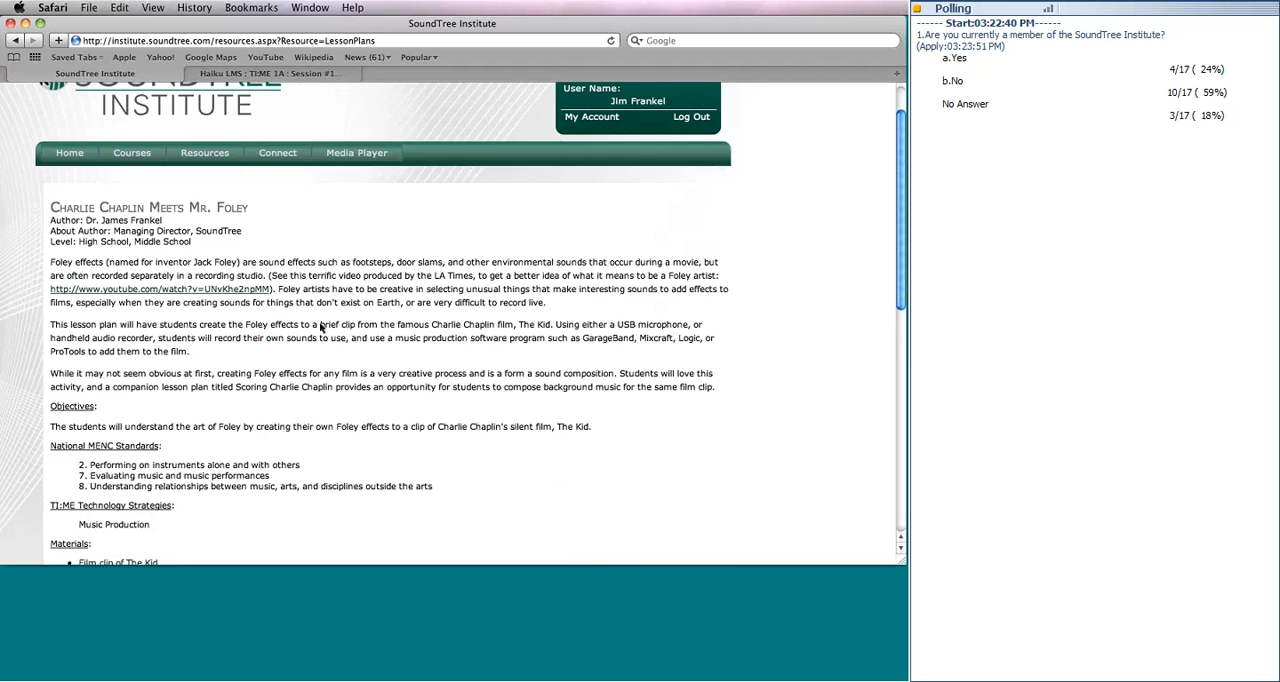 Safari File Edit View History Bookmarks Window Help
SoundTree Institute
http://institute.soundtree.com/resources.aspx?Resource=LessonPlans
Google
Saved Tabs Apple Yahoo! Google Maps YouTube Wikipedia News (61) Popular
SoundTree Institute
Haiku LMS : TI:ME 1A : Session #1...
INSTITUTE
User Name:
Jim Frankel
My Account Log Out
Home Courses Resources Connect Media Player
Charlie Chaplin Meets Mr. Foley
Author: Dr. James Frankel
About Author: Managing Director, SoundTree
Level: High School, Middle School
Foley effects (named for inventor Jack Foley) are sound effects such as footsteps, door slams, and other environmental sounds that occur during a movie, but
are often recorded separately in a recording studio. (See this terrific video produced by the LA Times, to get a better idea of what it means to be a Foley artist:
http://www.youtube.com/watch?v=UNvKhe2npMM). Foley artists have to be creative in selecting unusual things that make interesting sounds to add effects to
films, especially when they are creating sounds for things that don't exist on Earth, or are very difficult to record live.
This lesson plan will have students create the Foley effects to a brief clip from the famous Charlie Chaplin film, The Kid. Using either a USB microphone, or
handheld audio recorder, students will record their own sounds to use, and use a music production software program such as GarageBand, Mixcraft, Logic, or
ProTools to add them to the film.
While it may not seem obvious at first, creating Foley effects for any film is a very creative process and is a form a sound composition. Students will love this
activity, and a companion lesson plan titled Scoring Charlie Chaplin provides an opportunity for students to compose background music for the same film clip.
Objectives:
The students will understand the art of Foley by creating their own Foley effects to a clip of Charlie Chaplin's silent film, The Kid.
National MENC Standards:
2. Performing on instruments alone and with others
7. Evaluating music and music performances
8. Understanding relationships between music, arts, and disciplines outside the arts
TI:ME Technology Strategies:
Music Production
Materials:
• Film clip of The Kid
Polling
------ Start:03:22:40 PM------
1.Are you currently a member of the SoundTree Institute?
(Apply:03:23:51 PM)
a.Yes
4/17 ( 24%)
b.No
10/17 ( 59%)
No Answer
3/17 ( 18%)